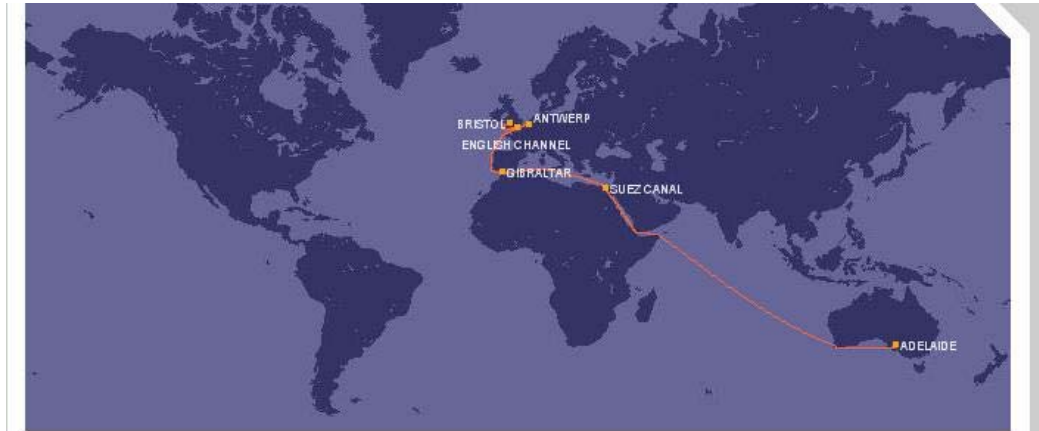 BRISTOL
ANTWERP
ENGLISH CHANNEL
GIBRALTAR
SUEZ CANAL
ADELAIDE